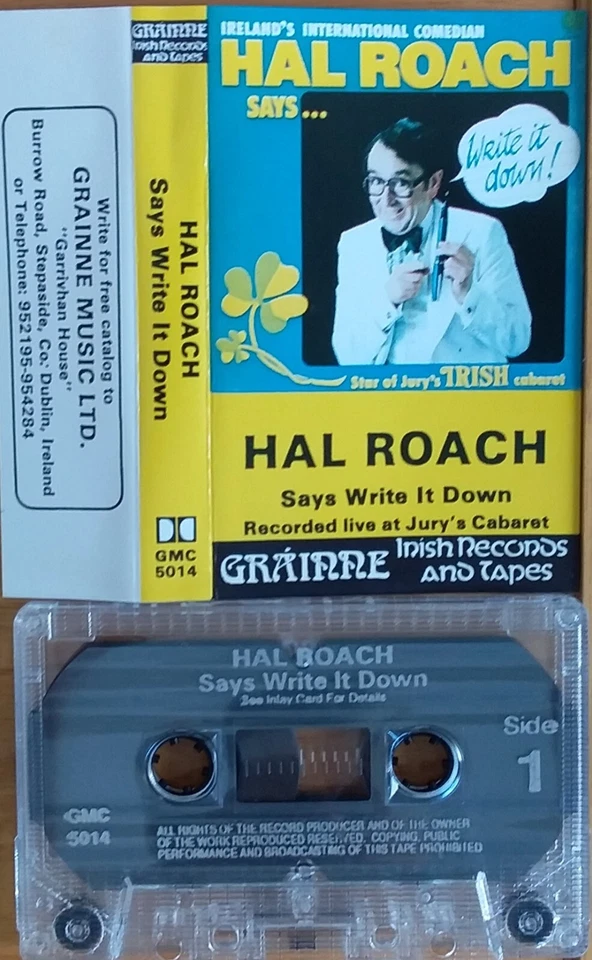 Write for free catalog to
GRAINNE MUSIC LTD.
"Garrivhan House"
Burrow Road, Stepaside, Co. Dublin, Ireland
or Telephone: 952195-954284
GRÁINNE
Irish Records
and Tapes
HAL ROACH
Says Write It Down
GMC
5014
IRELAND'S INTERNATIONAL COMEDIAN
HAL ROACH
SAYS...
Write it
down!
Star of Jury's IRISH cabaret
HAL ROACH
Says Write It Down
Recorded live at Jury's Cabaret
GRÁINNE Irish Records
and Tapes
HAL ROACH
Says Write It Down
See Inlay Card For Details
Side
1
GMC
5014
ALL RIGHTS OF THE RECORD PRODUCER AND OF THE OWNER
OF THE WORK REPRODUCED RESERVED. COPYING, PUBLIC
PERFORMANCE AND BROADCASTING OF THIS TAPE PROHIBITED